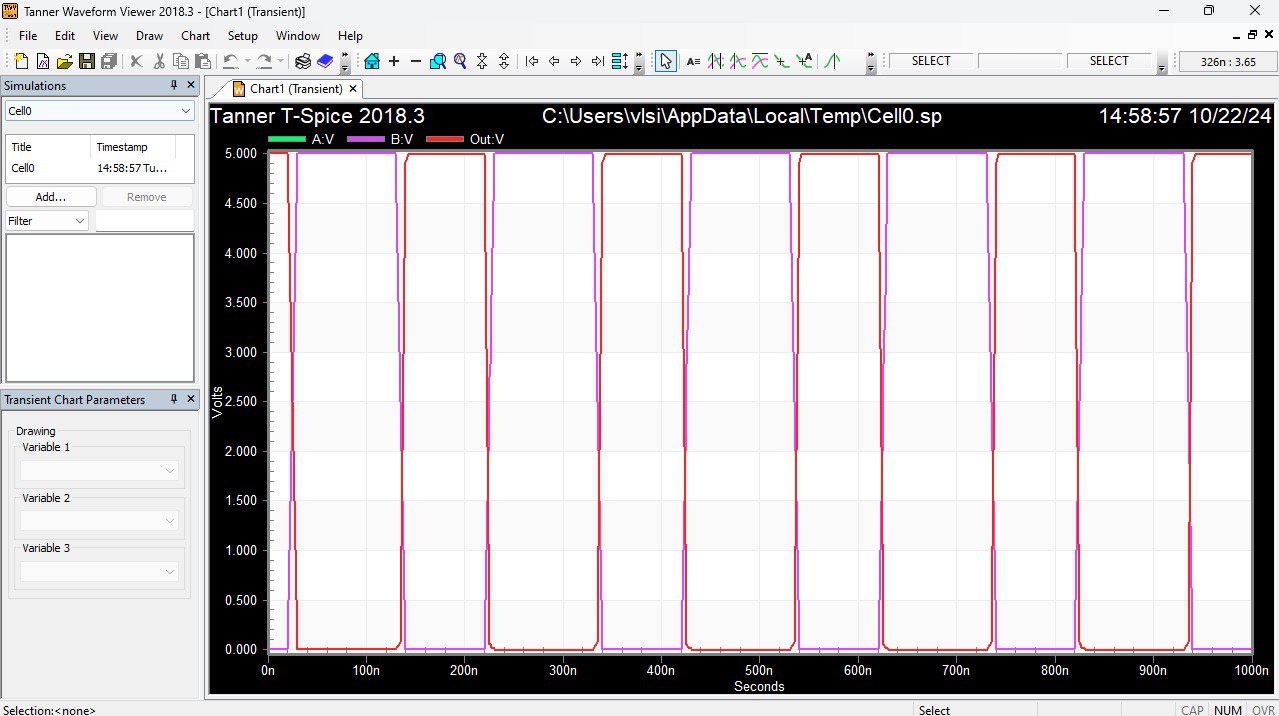 Tanner Waveform Viewer 2018.3 - [Chart1 (Transient)]
File Edit View Draw Chart Setup Window Help
SELECT SELECT 326n : 3.65
Simulations
Chart1 (Transient)
Cell0
Tanner T-Spice 2018.3 C:\Users\vlsi\AppData\Local\Temp\Cell0.sp 14:58:57 10/22/24
A:V B:V Out:V
Title Timestamp
Cell0 14:58:57 Tu...
Add... Remove
Filter
Transient Chart Parameters
Drawing
Variable 1
Variable 2
Variable 3
5.000
4.500
4.000
3.500
3.000
2.500
2.000
1.500
1.000
0.500
0.000
Volts
0n 100n 200n 300n 400n 500n 600n 700n 800n 900n 1000n
Seconds
Selection:<none> Select CAP NUM OVR